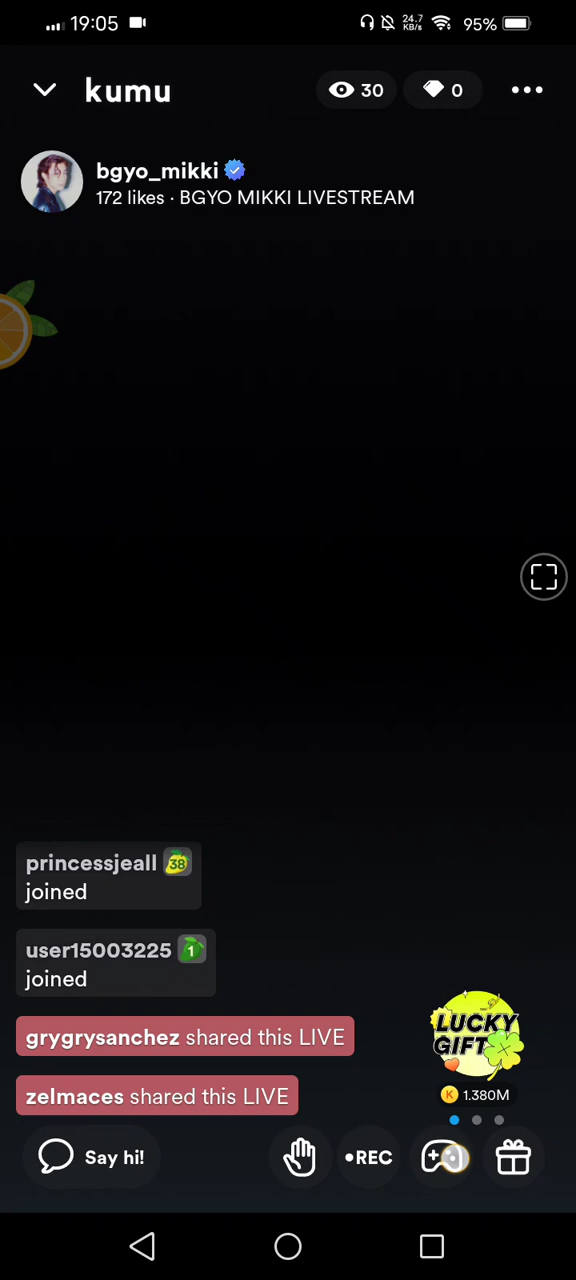 19:05
24.7
KB/s
95%
kumu
30
0
bgyo_mikki
172 likes · BGYO MIKKI LIVESTREAM
princessjeall 38
joined
user15003225 1
joined
grygrysanchez shared this LIVE
zelmaces shared this LIVE
LUCKY
GIFT
K 1.380M
Say hi!
•REC